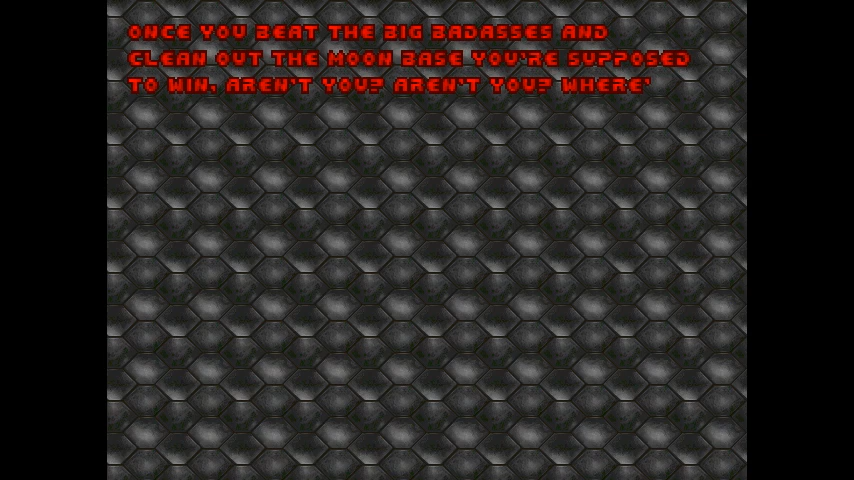 ONCE YOU BEAT THE BIG BADASSES AND
CLEAN OUT THE MOON BASE YOU'RE SUPPOSED
TO WIN, AREN'T YOU? AREN'T YOU? WHERE'